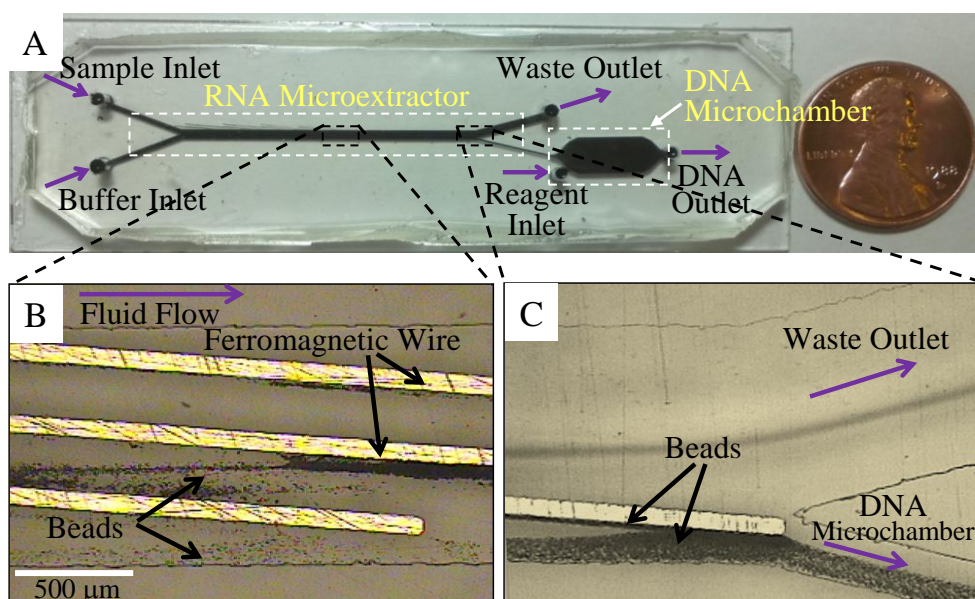 A
Sample Inlet
Waste Outlet
DNA
Microchamber
RNA Microextractor
Buffer Inlet
Reagent
Inlet
DNA
Outlet
1988
B
Fluid Flow
Ferromagnetic Wire
Beads
500 μm
C
Waste Outlet
Beads
DNA
Microchamber